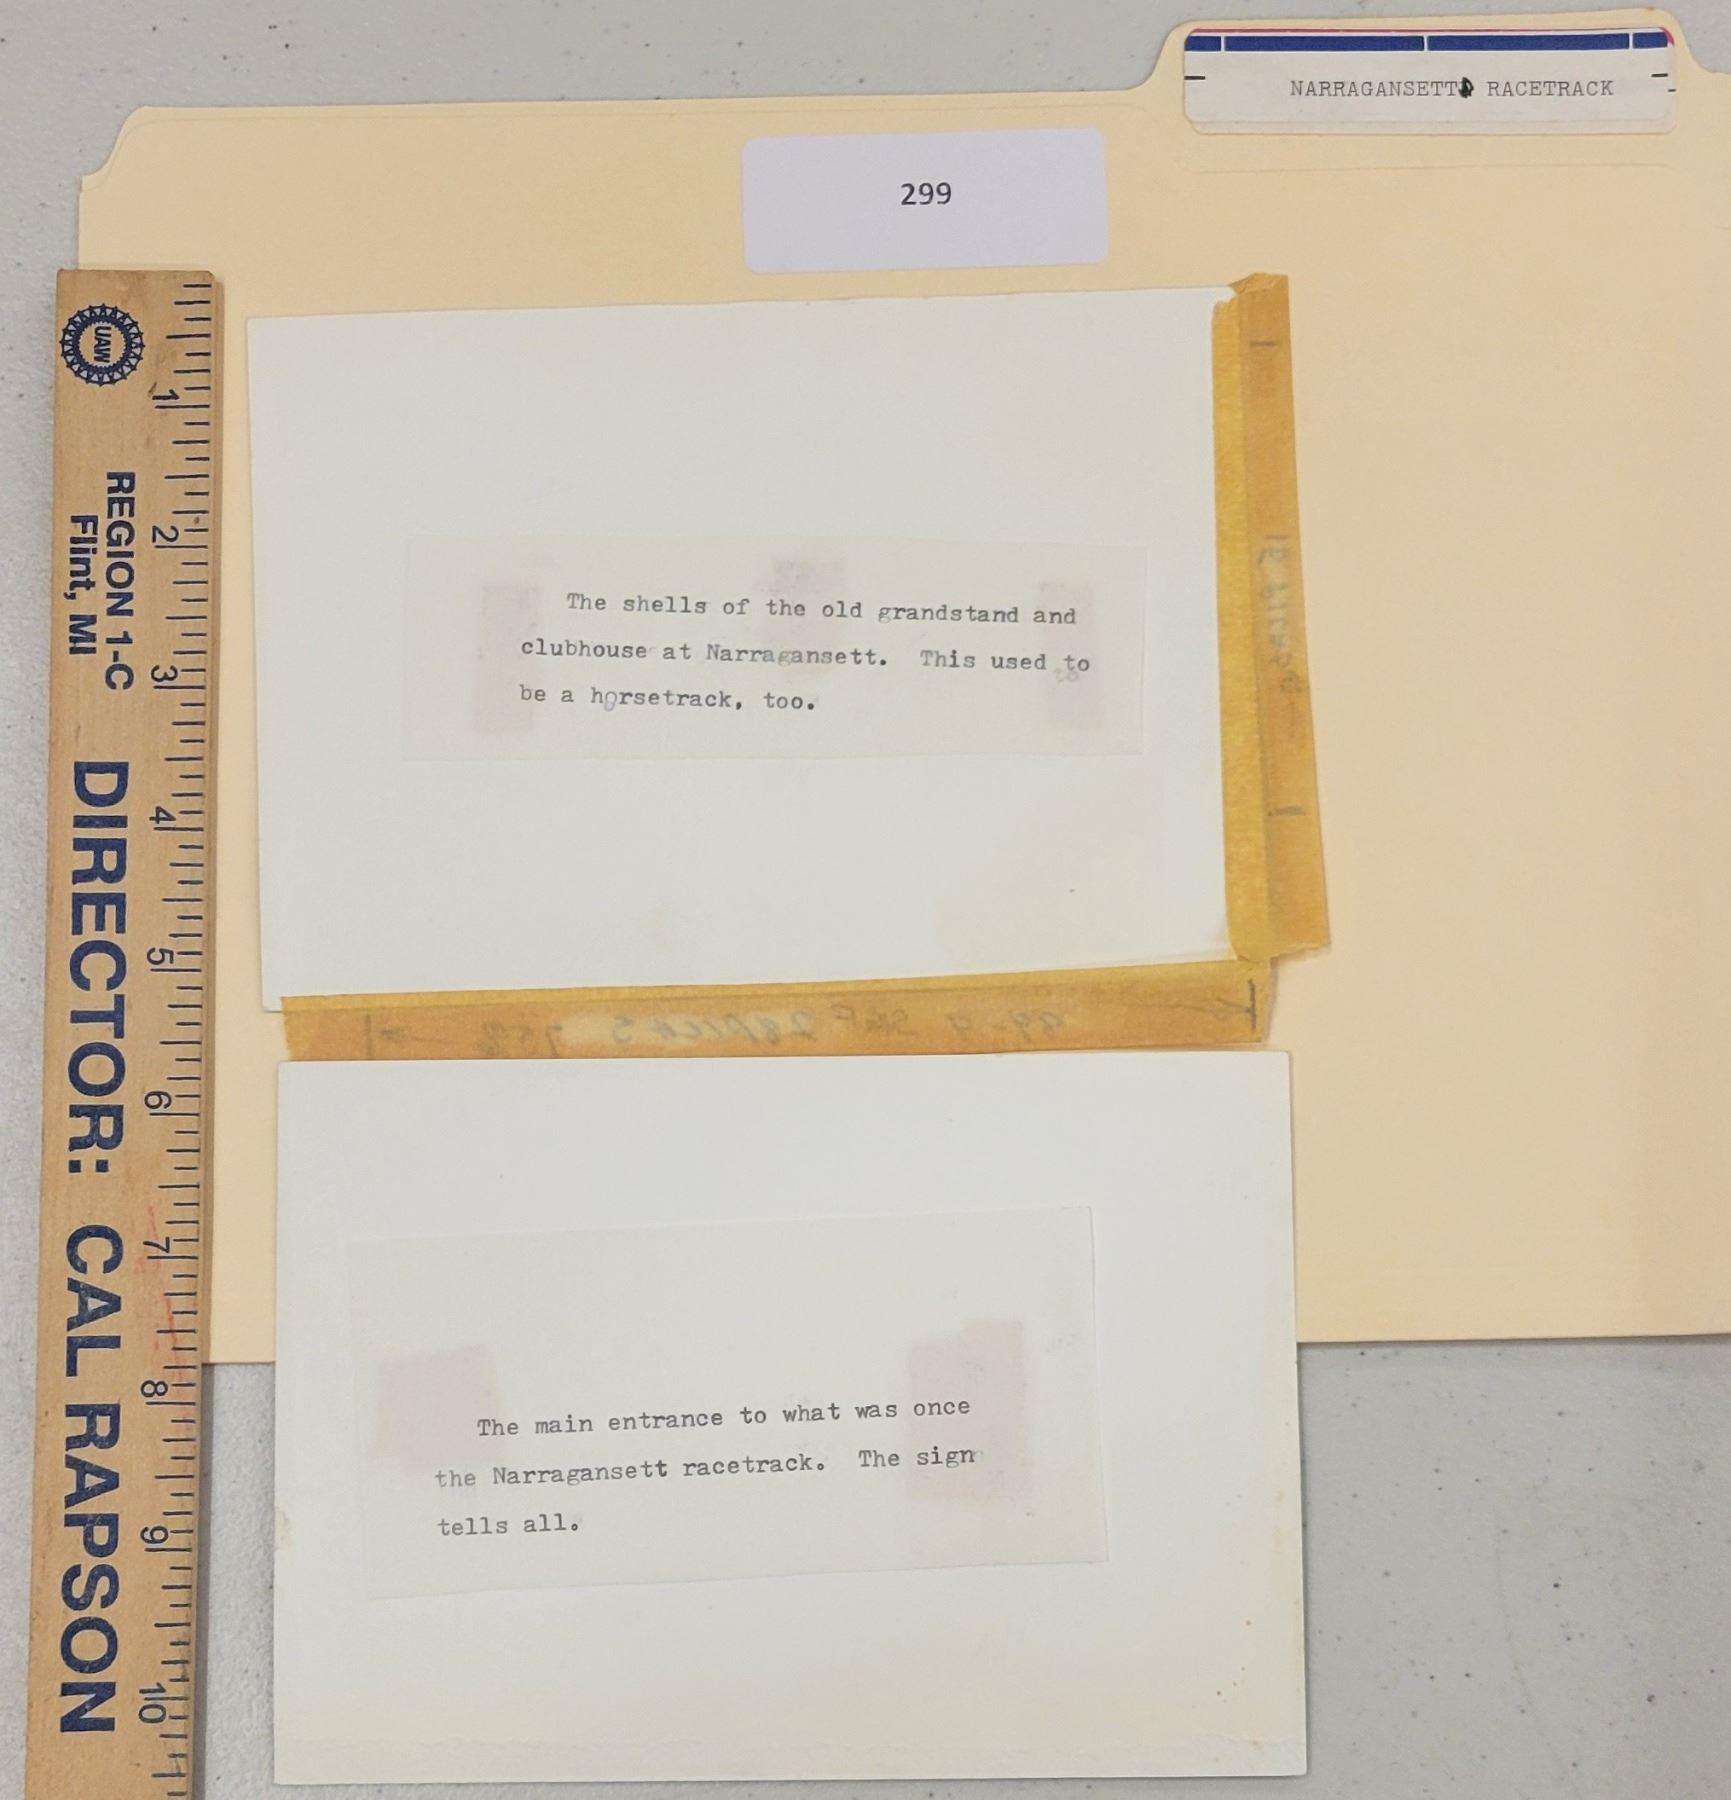 NARRAGANSETT RACETRACK
299
The shells of the old grandstand and
clubhouse at Narragansett. This used to
be a horsetrack, too.
The main entrance to what was once
the Narragansett racetrack. The sign
tells all.
UAW
REGION 1-C
Flint, MI
DIRECTOR: CAL RAPSON
1
2
3
4
5
6
7
8
9
10